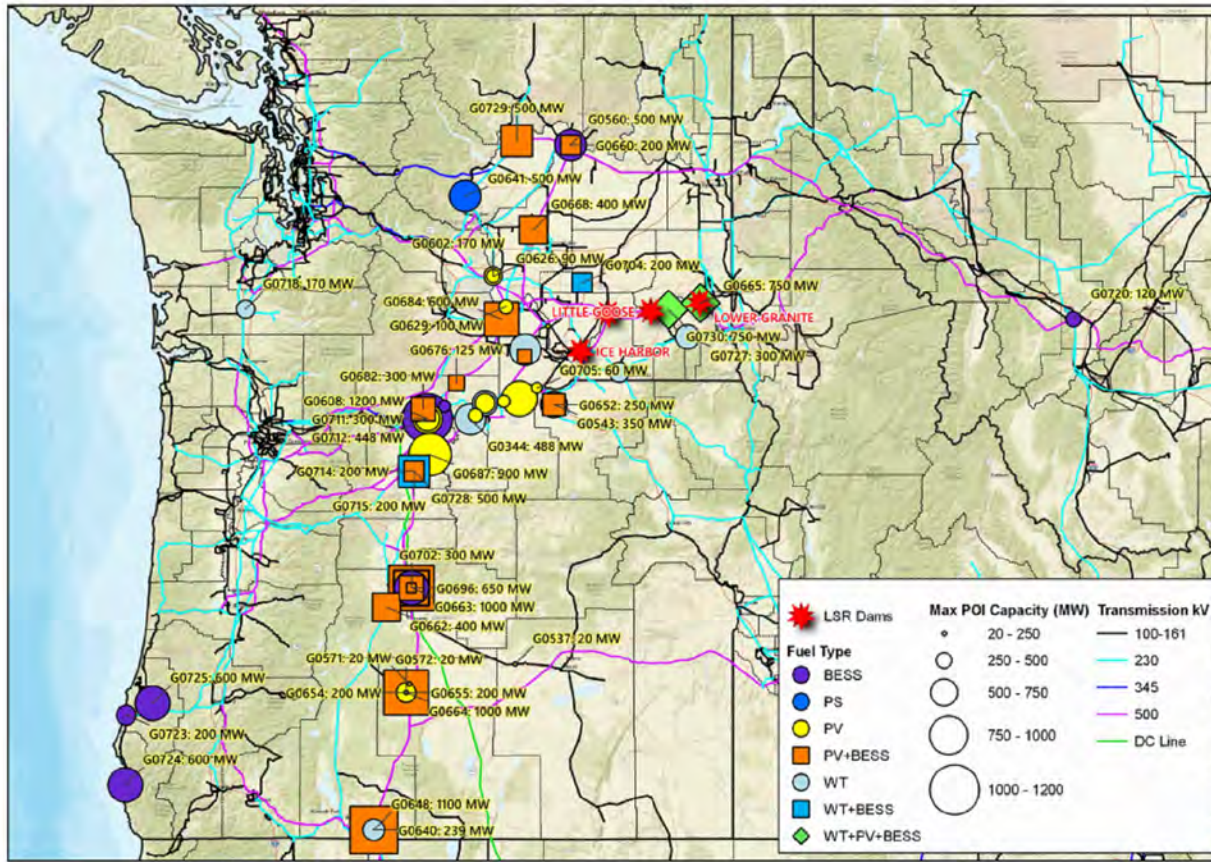 G0729: 500 MW
G0560: 500 MW
G0660: 200 MW
G0641: 500 MW
G0668: 400 MW
G0602: 170 MW
G0626: 90 MW
G0704: 200 MW
G0718: 170 MW
G0665: 750 MW
G0684: 600 MW
LITTLE GOOSE
LOWER GRANITE
G0720: 120 MW
G0629: 100 MW
G0730: 750 MW
G0676: 125 MW
ICE HARBOR
G0727: 300 MW
G0705: 60 MW
G0682: 300 MW
G0608: 1200 MW
G0652: 250 MW
G0711: 300 MW
G0543: 350 MW
G0712: 448 MW
G0344: 488 MW
G0714: 200 MW
G0687: 900 MW
G0715: 200 MW
G0728: 500 MW
G0702: 300 MW
G0696: 650 MW
G0663: 1000 MW
G0662: 400 MW
G0537: 20 MW
G0571: 20 MW
G0572: 20 MW
G0725: 600 MW
G0654: 200 MW
G0655: 200 MW
G0664: 1000 MW
G0723: 200 MW
G0724: 600 MW
G0648: 1100 MW
G0640: 239 MW
LSR Dams
Fuel Type
BESS
PS
PV
PV+BESS
WT
WT+BESS
WT+PV+BESS
Max POI Capacity (MW)
20 - 250
250 - 500
500 - 750
750 - 1000
1000 - 1200
Transmission kV
100-161
230
345
500
DC Line